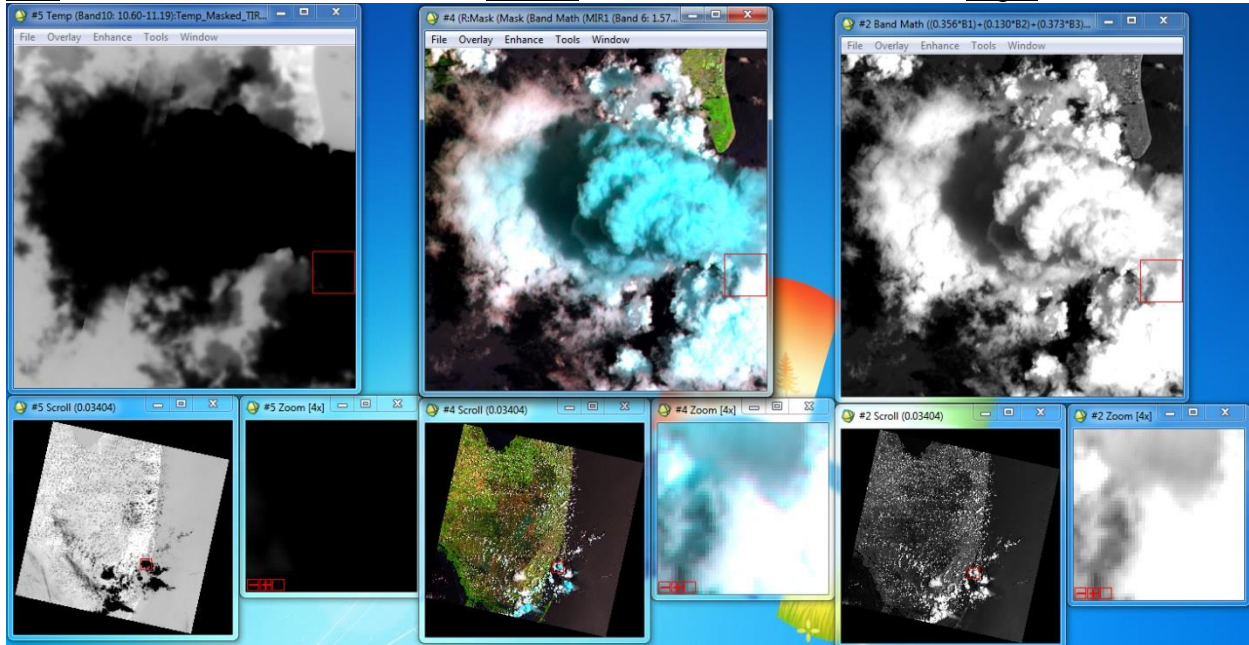 #5 Temp (Band10: 10.60-11.19):Temp_Masked_TIR...
File Overlay Enhance Tools Window
#4 (R:Mask (Mask (Band Math (MIR1 (Band 6: 1.57...
File Overlay Enhance Tools Window
#2 Band Math ((0.356*B1)+(0.130*B2)+(0.373*B3)...
File Overlay Enhance Tools Window
#5 Scroll (0.03404)
#5 Zoom [4x]
#4 Scroll (0.03404)
#4 Zoom [4x]
#2 Scroll (0.03404)
#2 Zoom [4x]